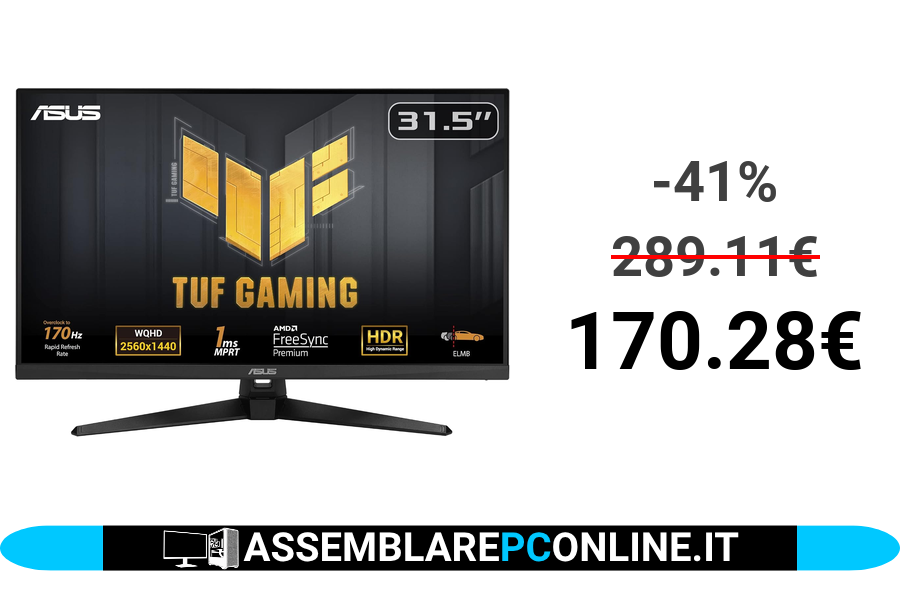 ASUS
31.5"
TUF GAMING
TUF GAMING
Overclock to
170Hz
Rapid Refresh
Rate
WQHD
2560x1440
1ms
MPRT
AMD
FreeSync
Premium
HDR
High Dynamic Range
ELMB
ASUS
-41%
289.11€
170.28€
ASSEMBLAREPCONLINE.IT